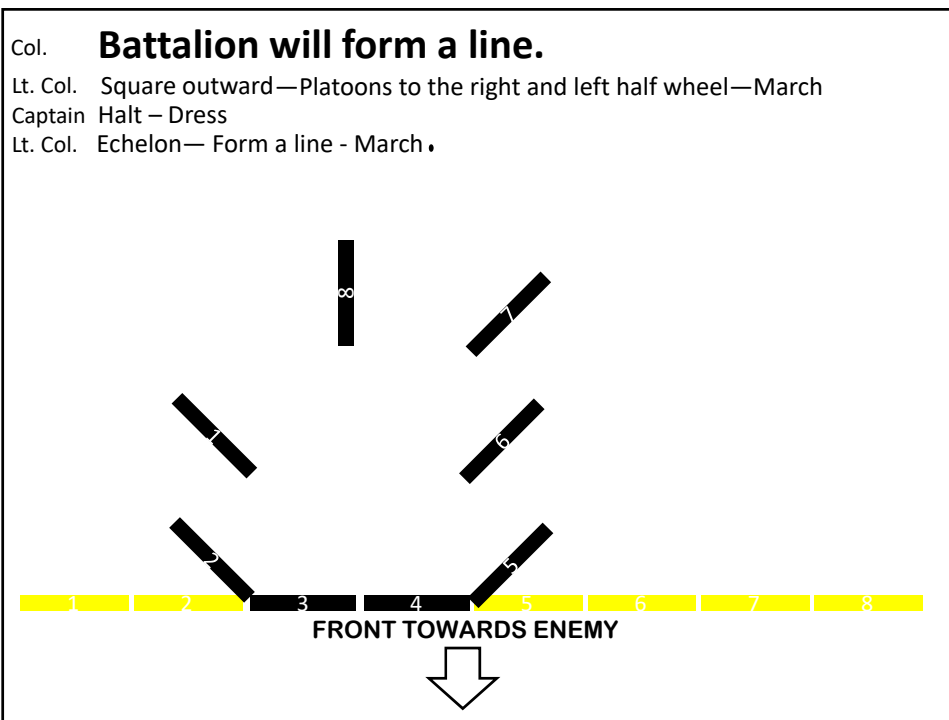 Col. Battalion will form a line.
Lt. Col. Square outward—Platoons to the right and left half wheel—March
Captain Halt – Dress
Lt. Col. Echelon— Form a line - March.
8
7
1
6
2
5
1 2 3 4 5 6 7 8
FRONT TOWARDS ENEMY